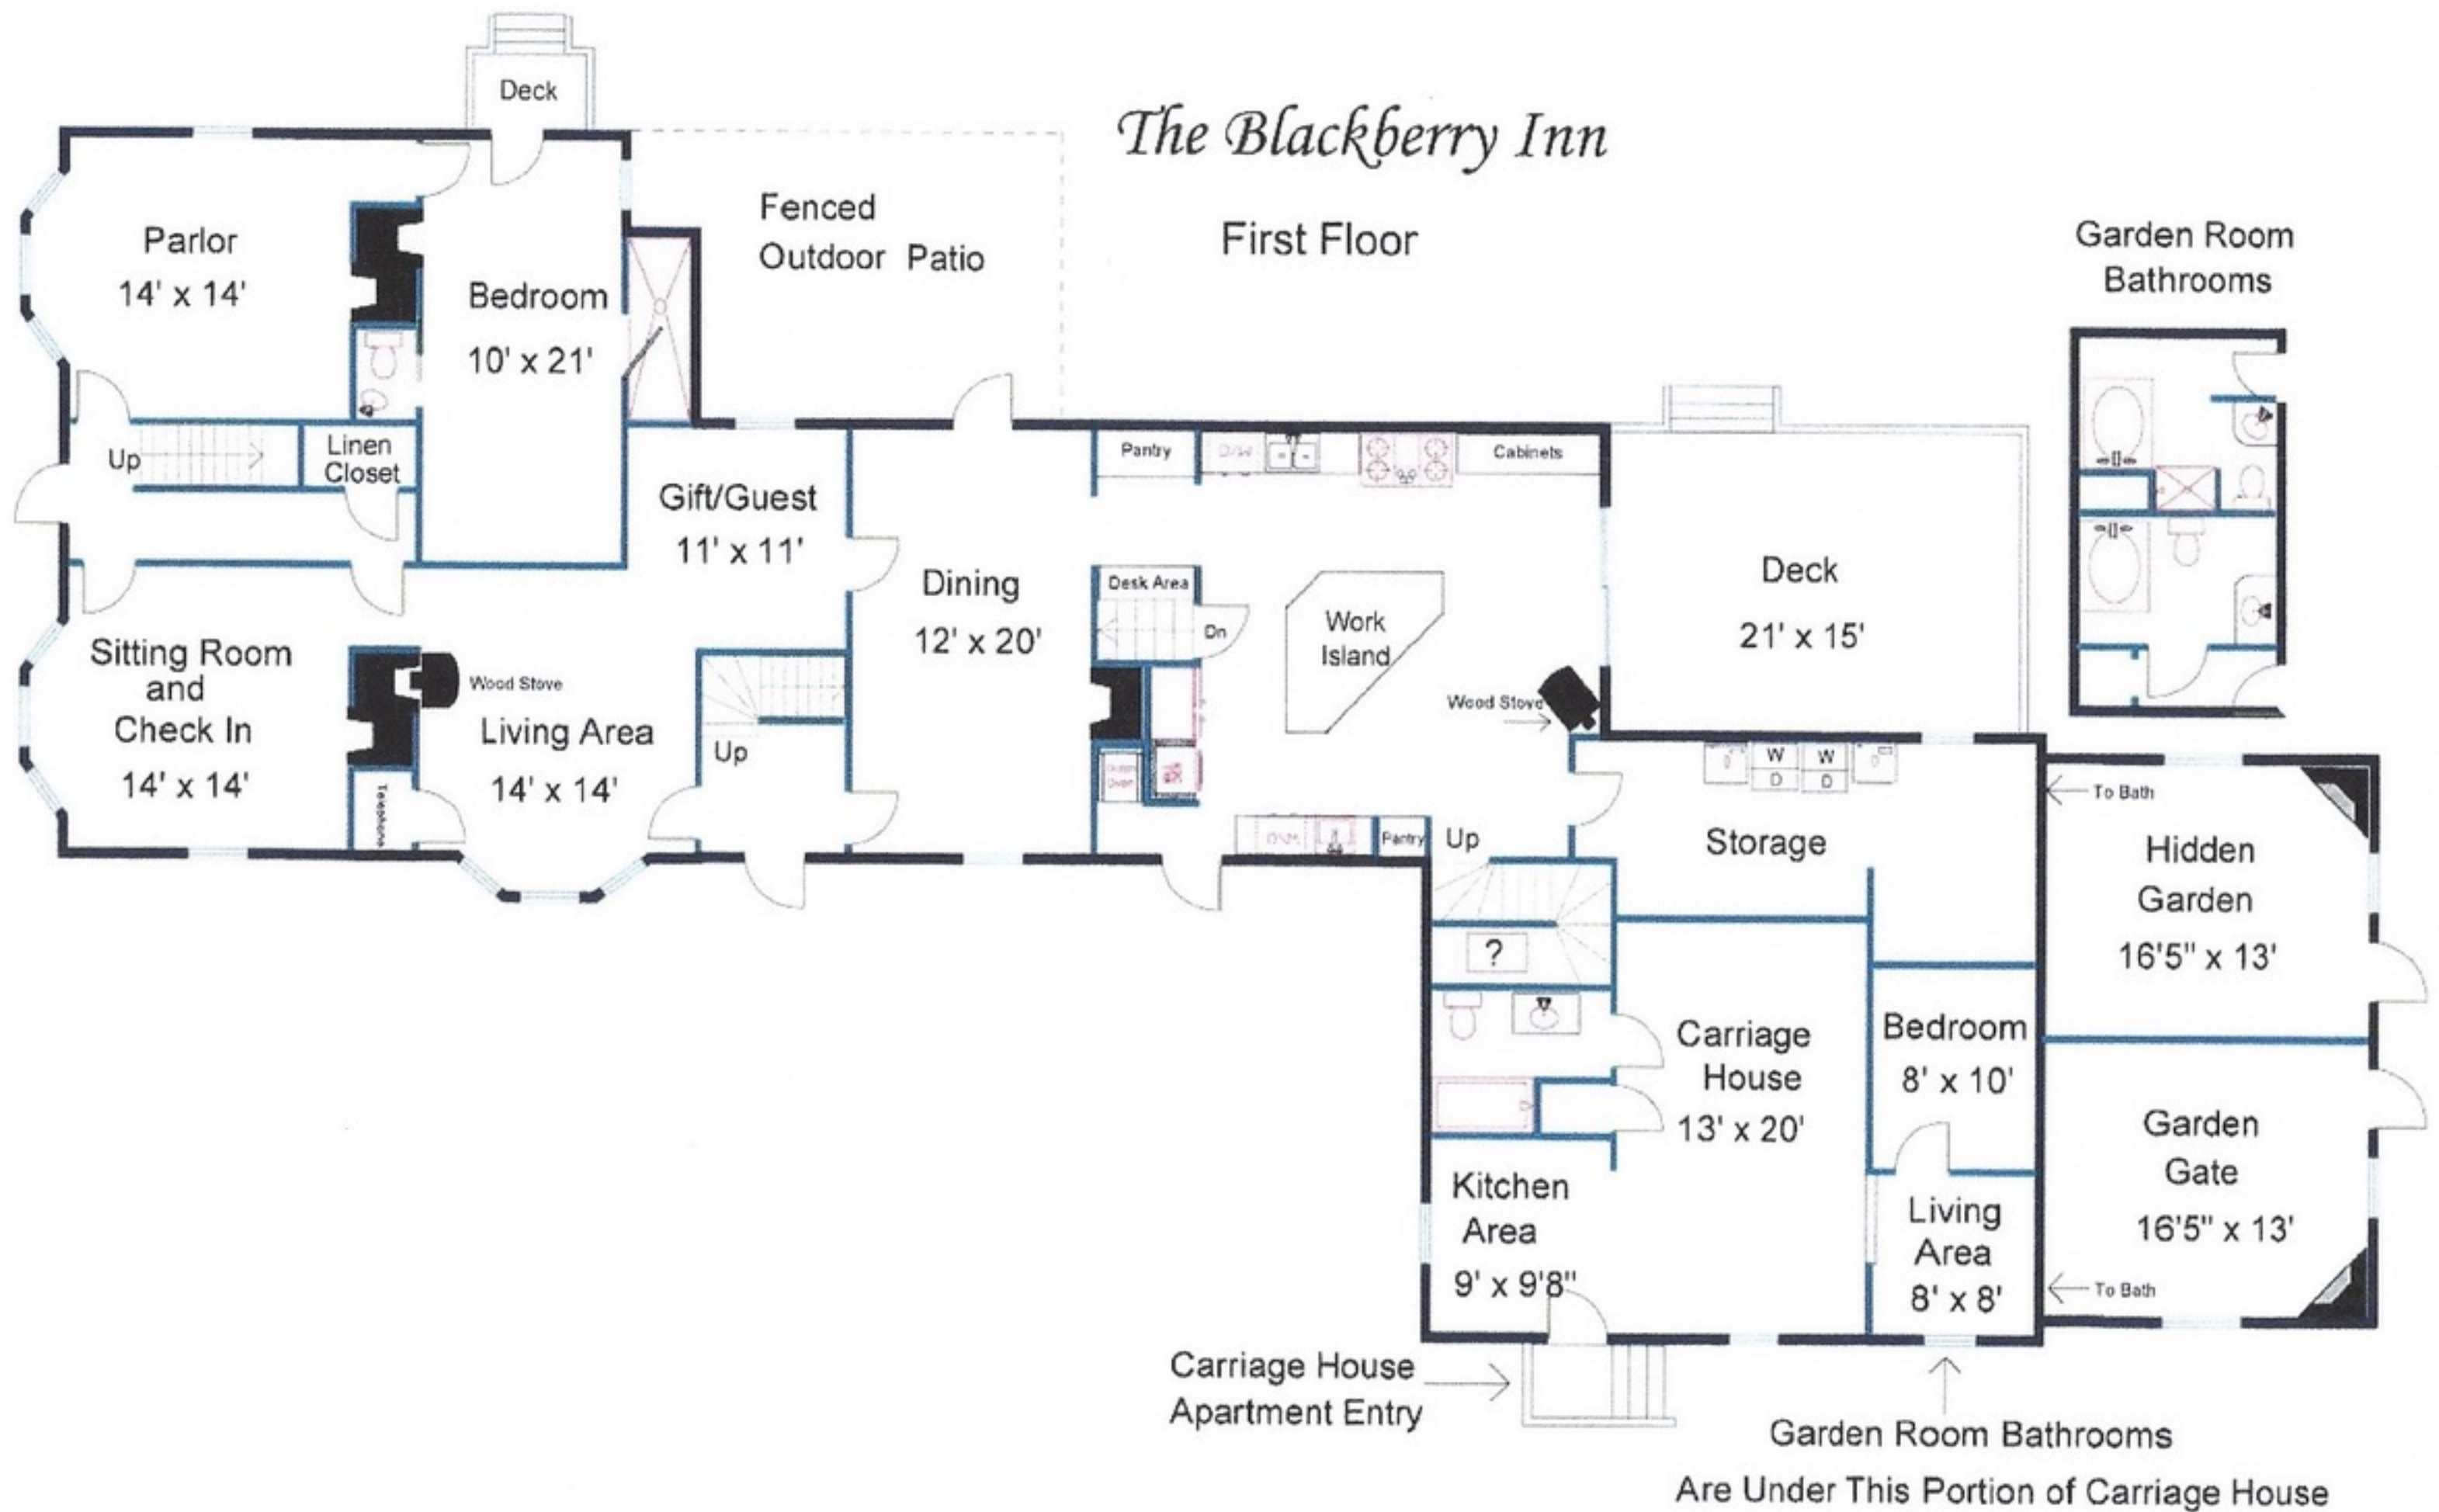 The Blackberry Inn
First Floor
Deck
Parlor
14' x 14'
Bedroom
10' x 21'
Fenced
Outdoor Patio
Up
Linen
Closet
Gift/Guest
11' x 11'
Sitting Room
and
Check In
14' x 14'
Wood Stove
Living Area
14' x 14'
Telephone
Up
Dining
12' x 20'
Pantry
D/W
Cabinets
Desk Area
Dn
Work
Island
Wood Stove
Pantry
Up
Deck
21' x 15'
Garden Room
Bathrooms
W
D
W
D
Storage
To Bath
Hidden
Garden
16'5" x 13'
?
Carriage
House
13' x 20'
Bedroom
8' x 10'
Garden
Gate
16'5" x 13'
To Bath
Kitchen
Area
9' x 9'8"
Living
Area
8' x 8'
Carriage House
Apartment Entry
Garden Room Bathrooms
Are Under This Portion of Carriage House